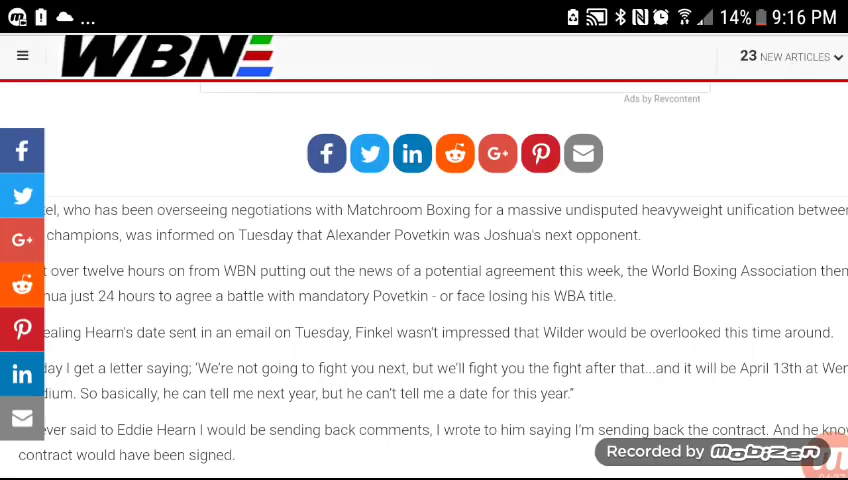 ... 14% 9:16 PM
WBN
23 NEW ARTICLES
Ads by Revcontent
f in G+
f
G+
in
el, who has been overseeing negotiations with Matchroom Boxing for a massive undisputed heavyweight unification between
champions, was informed on Tuesday that Alexander Povetkin was Joshua's next opponent.
t over twelve hours on from WBN putting out the news of a potential agreement this week, the World Boxing Association then
hua just 24 hours to agree a battle with mandatory Povetkin - or face losing his WBA title.
ealing Hearn's date sent in an email on Tuesday, Finkel wasn't impressed that Wilder would be overlooked this time around.
day I get a letter saying; 'We're not going to fight you next, but we'll fight you the fight after that...and it will be April 13th at Wem
dium. So basically, he can tell me next year, but he can't tell me a date for this year."
ever said to Eddie Hearn I would be sending back comments, I wrote to him saying I'm sending back the contract. And he know
contract would have been signed.
Recorded by Mobizen